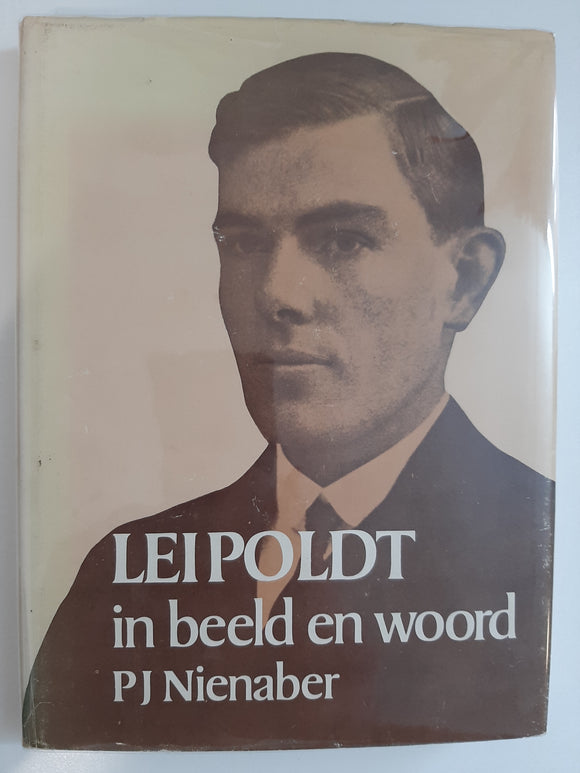 LEIPOLDT
in beeld en woord
PJ Nienaber